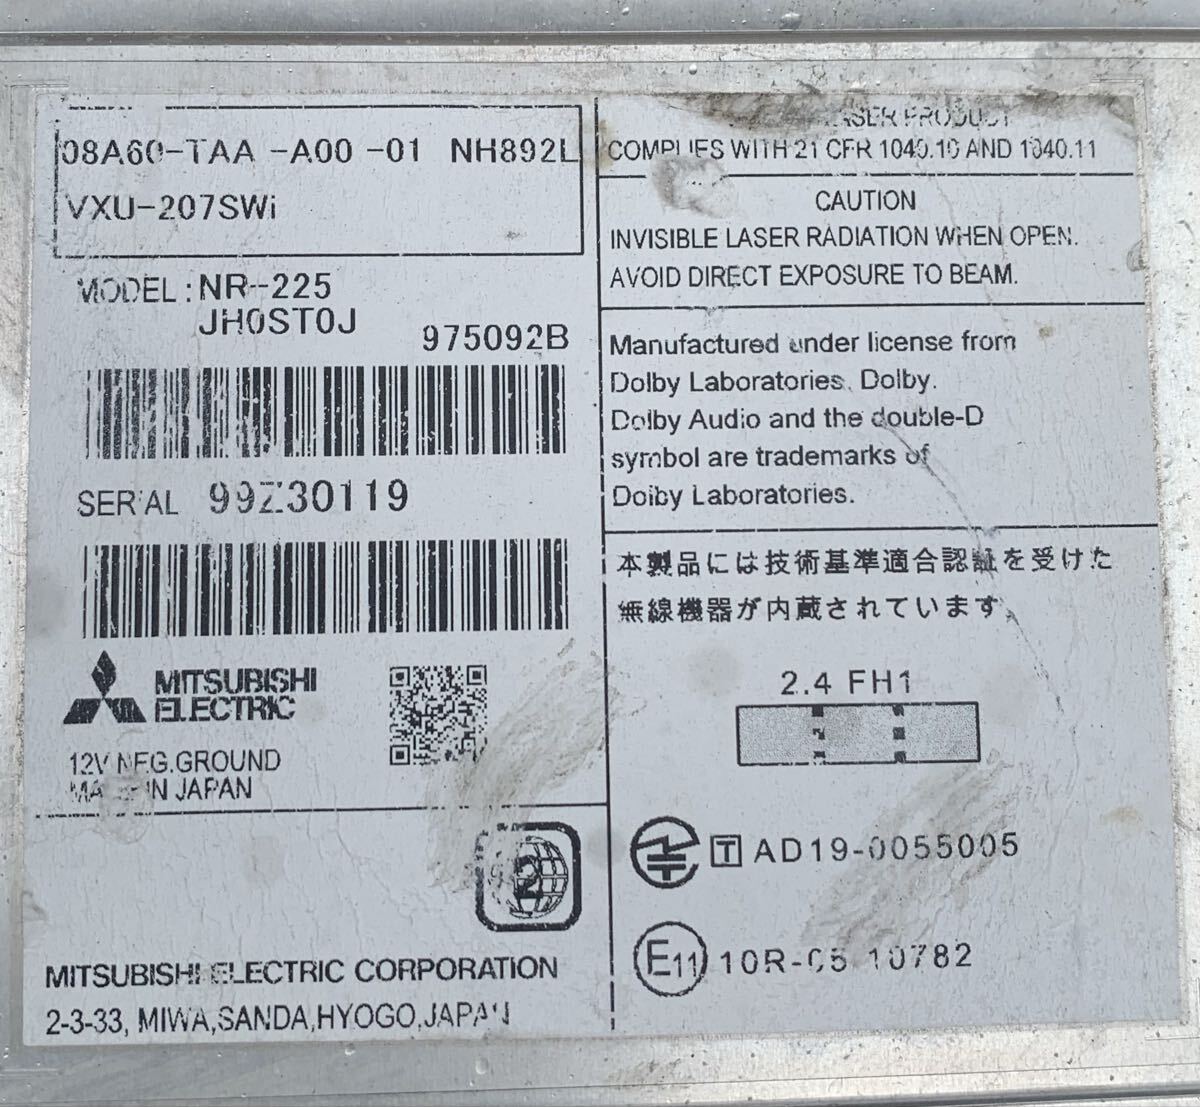 08A60-TAA -A00 -01 NH892L
VXU-207SWi
MODEL: NR-225
JH0ST0J
975092B
SERIAL 99Z30119
MITSUBISHI
ELECTRIC
12V NEG.GROUND
MADE IN JAPAN
2
MITSUBISHI ELECTRIC CORPORATION
2-3-33, MIWA,SANDA,HYOGO,JAPAN
LASER PRODUCT
COMPLIES WITH 21 CFR 1040.10 AND 1040.11
CAUTION
INVISIBLE LASER RADIATION WHEN OPEN.
AVOID DIRECT EXPOSURE TO BEAM.
Manufactured under license from
Dolby Laboratories. Dolby.
Dolby Audio and the double-D
symbol are trademarks of
Dolby Laboratories.
本製品には技術基準適合認証を受けた
無線機器が内蔵されています。
2.4 FH1
T AD19-0055005
E11 10R-05 10782